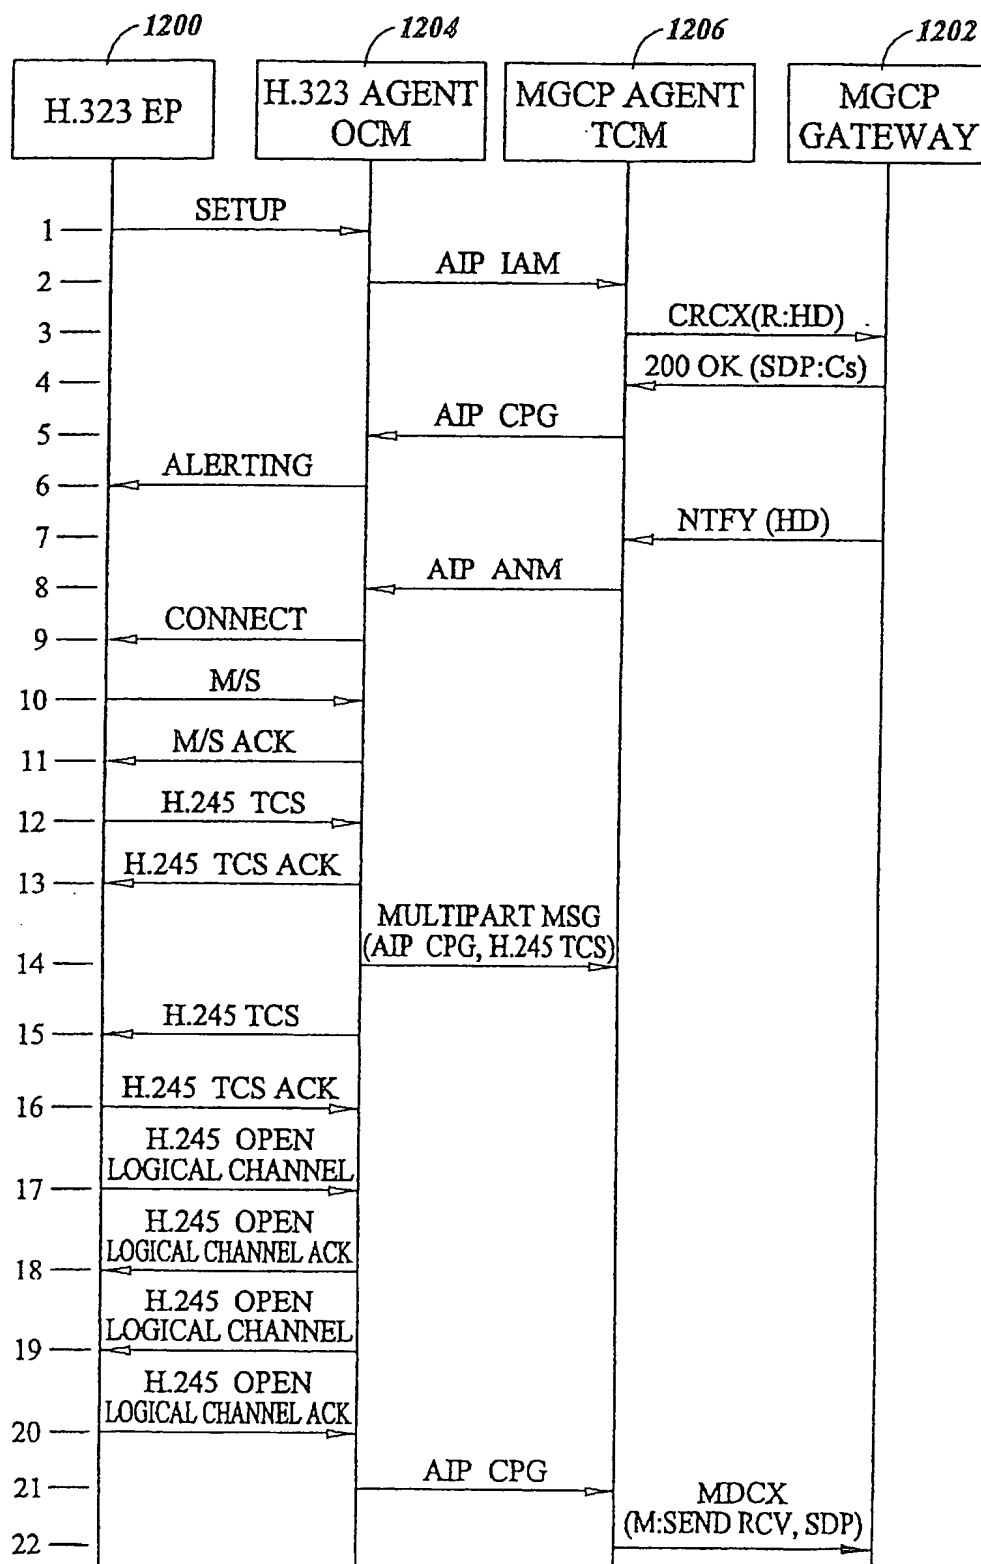 1200
1204
1206
1202
H.323 EP
H.323 AGENT
OCM
MGCP AGENT
TCM
MGCP
GATEWAY
1
SETUP
2
AIP IAM
3
CRCX(R:HD)
4
200 OK (SDP:Cs)
5
AIP CPG
6
ALERTING
7
NTFY (HD)
8
AIP ANM
9
CONNECT
10
M/S
11
M/S ACK
12
H.245 TCS
13
H.245 TCS ACK
14
MULTIPART MSG
(AIP CPG, H.245 TCS)
15
H.245 TCS
16
H.245 TCS ACK
17
H.245 OPEN
LOGICAL CHANNEL
18
H.245 OPEN
LOGICAL CHANNEL ACK
19
H.245 OPEN
LOGICAL CHANNEL
20
H.245 OPEN
LOGICAL CHANNEL ACK
21
AIP CPG
22
MDCX
(M:SEND RCV, SDP)